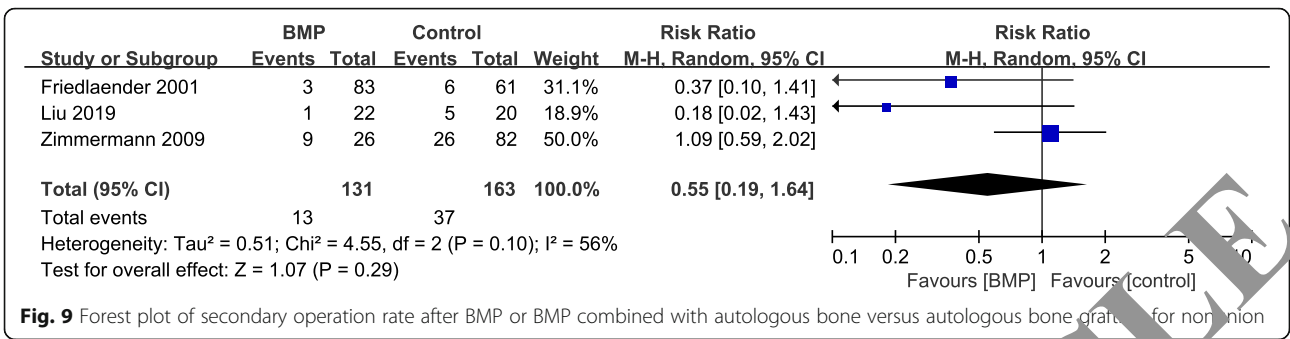 BMP Control Risk Ratio Risk Ratio
Study or Subgroup Events Total Events Total Weight M-H, Random, 95% CI M-H, Random, 95% CI
Friedlaender 2001 3 83 6 61 31.1% 0.37 [0.10, 1.41]
Liu 2019 1 22 5 20 18.9% 0.18 [0.02, 1.43]
Zimmermann 2009 9 26 26 82 50.0% 1.09 [0.59, 2.02]
Total (95% CI) 131 163 100.0% 0.55 [0.19, 1.64]
Total events 13 37
Heterogeneity: Tau² = 0.51; Chi² = 4.55, df = 2 (P = 0.10); I² = 56%
Test for overall effect: Z = 1.07 (P = 0.29)
0.1 0.2 0.5 1 2 5 10
Favours [BMP] Favours [control]
Fig. 9 Forest plot of secondary operation rate after BMP or BMP combined with autologous bone versus autologous bone for